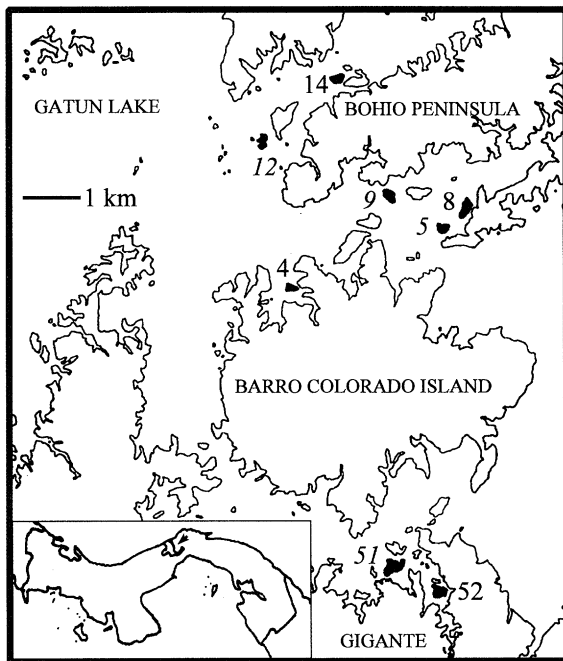 14
GATUN LAKE
BOHIO PENINSULA
12
1 km
9
8
5
4
BARRO COLORADO ISLAND
51
52
GIGANTE